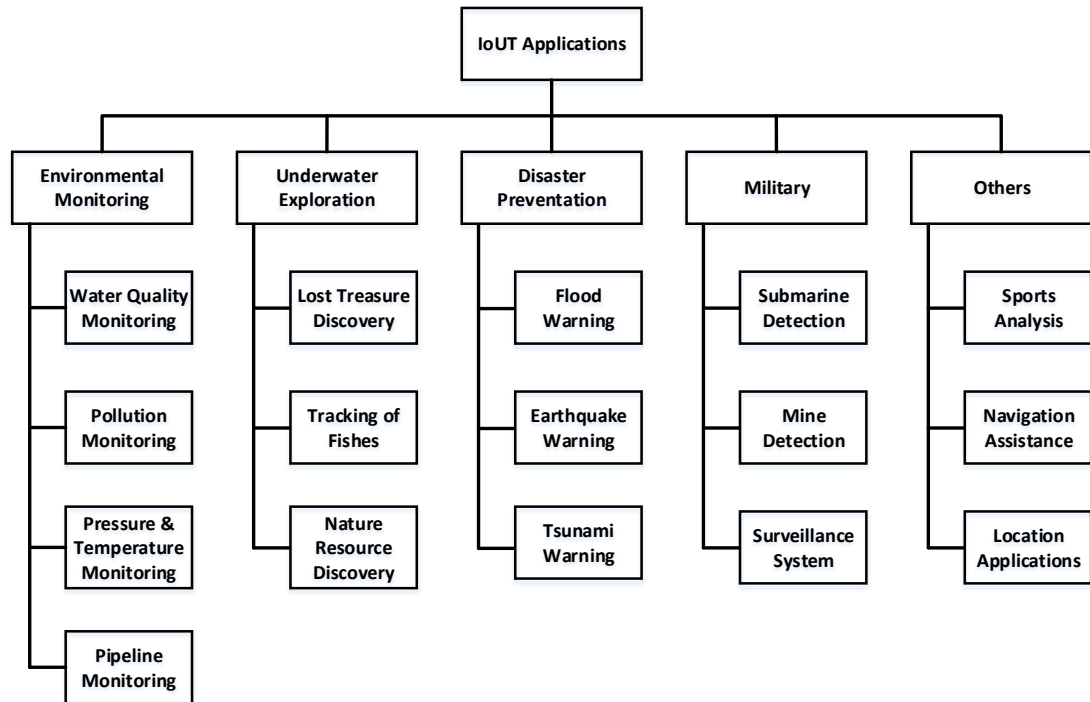 IoUT Applications
Environmental
Monitoring
Underwater
Exploration
Disaster
Preventation
Military
Others
Water Quality
Monitoring
Lost Treasure
Discovery
Flood
Warning
Submarine
Detection
Sports
Analysis
Pollution
Monitoring
Tracking of
Fishes
Earthquake
Warning
Mine
Detection
Navigation
Assistance
Pressure &
Temperature
Monitoring
Nature
Resource
Discovery
Tsunami
Warning
Surveillance
System
Location
Applications
Pipeline
Monitoring